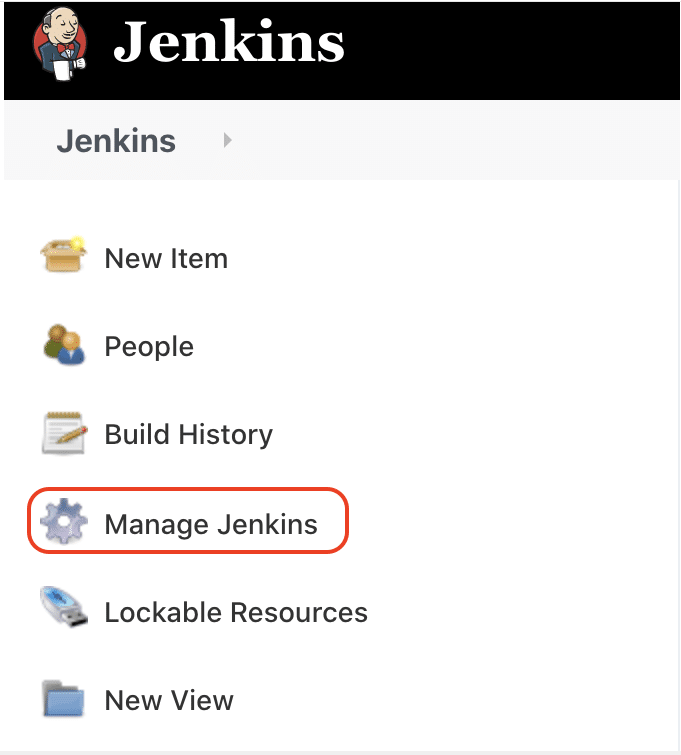 Jenkins
Jenkins
New Item
People
Build History
Manage Jenkins
Lockable Resources
New View